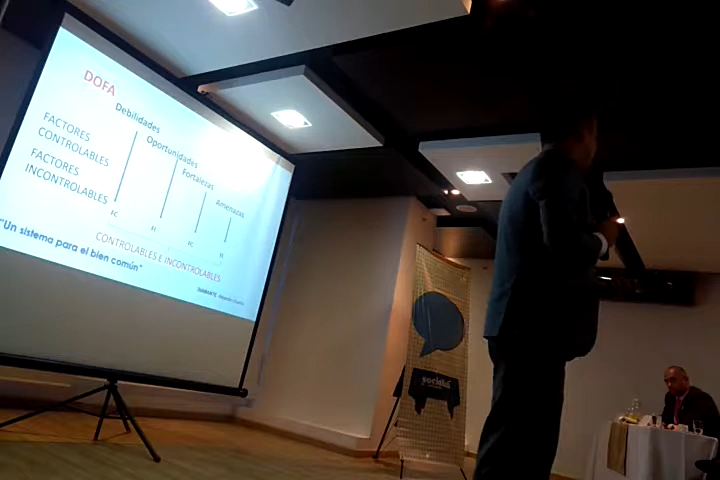 DOFA
Debilidades
Oportunidades
Fortalezas
Amenazas
FACTORES
CONTROLABLES
FACTORES
INCONTROLABLES
FC
FI
FC
FI
CONTROLABLES E INCONTROLABLES
"Un sistema para el bien común"
DIAMANTE